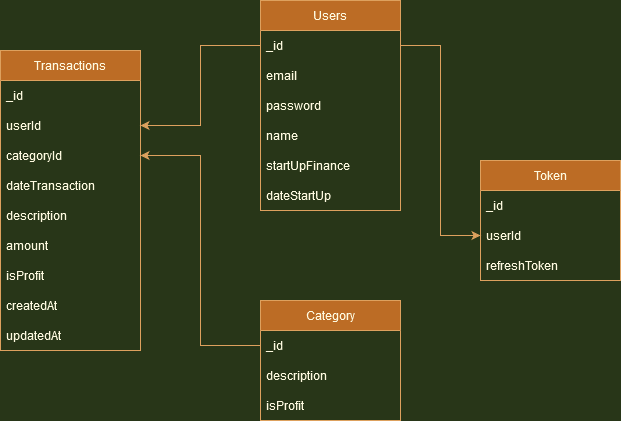 Users
_id
email
password
name
startUpFinance
dateStartUp
Transactions
_id
userId
categoryId
dateTransaction
description
amount
isProfit
createdAt
updatedAt
Token
_id
userId
refreshToken
Category
_id
description
isProfit